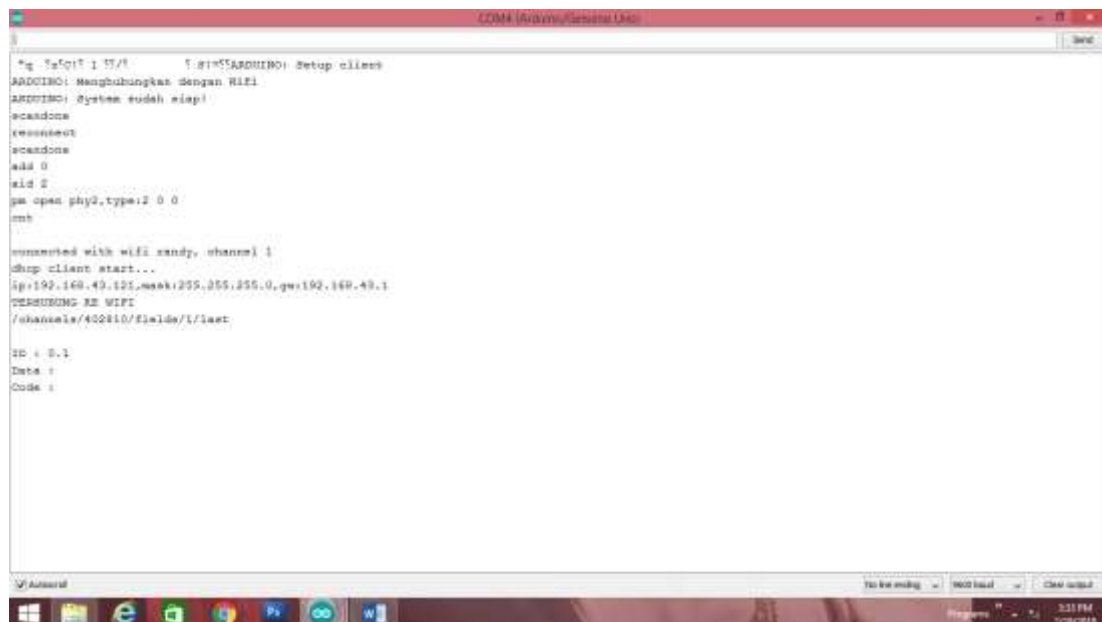 COM4 (Arduino/Genuino Uno)
Send
ARDUINO: Setup client
ARDUINO: Menghubungkan dengan WiFi
ARDUINO: System sudah siap!
scandone
reconnect
scandone
add 0
aid 2
pm open phy2,type:2 0 0
cnt
connected with wifi randy, channel 1
dhcp client start...
ip:192.168.43.121,mask:255.255.255.0,gw:192.168.43.1
TERHUBUNG KE WIFI
/channels/402810/fields/1/last
ID : 0.1
Data :
Code :
Autoscroll
No line ending
9600 baud
Clear output
Programs